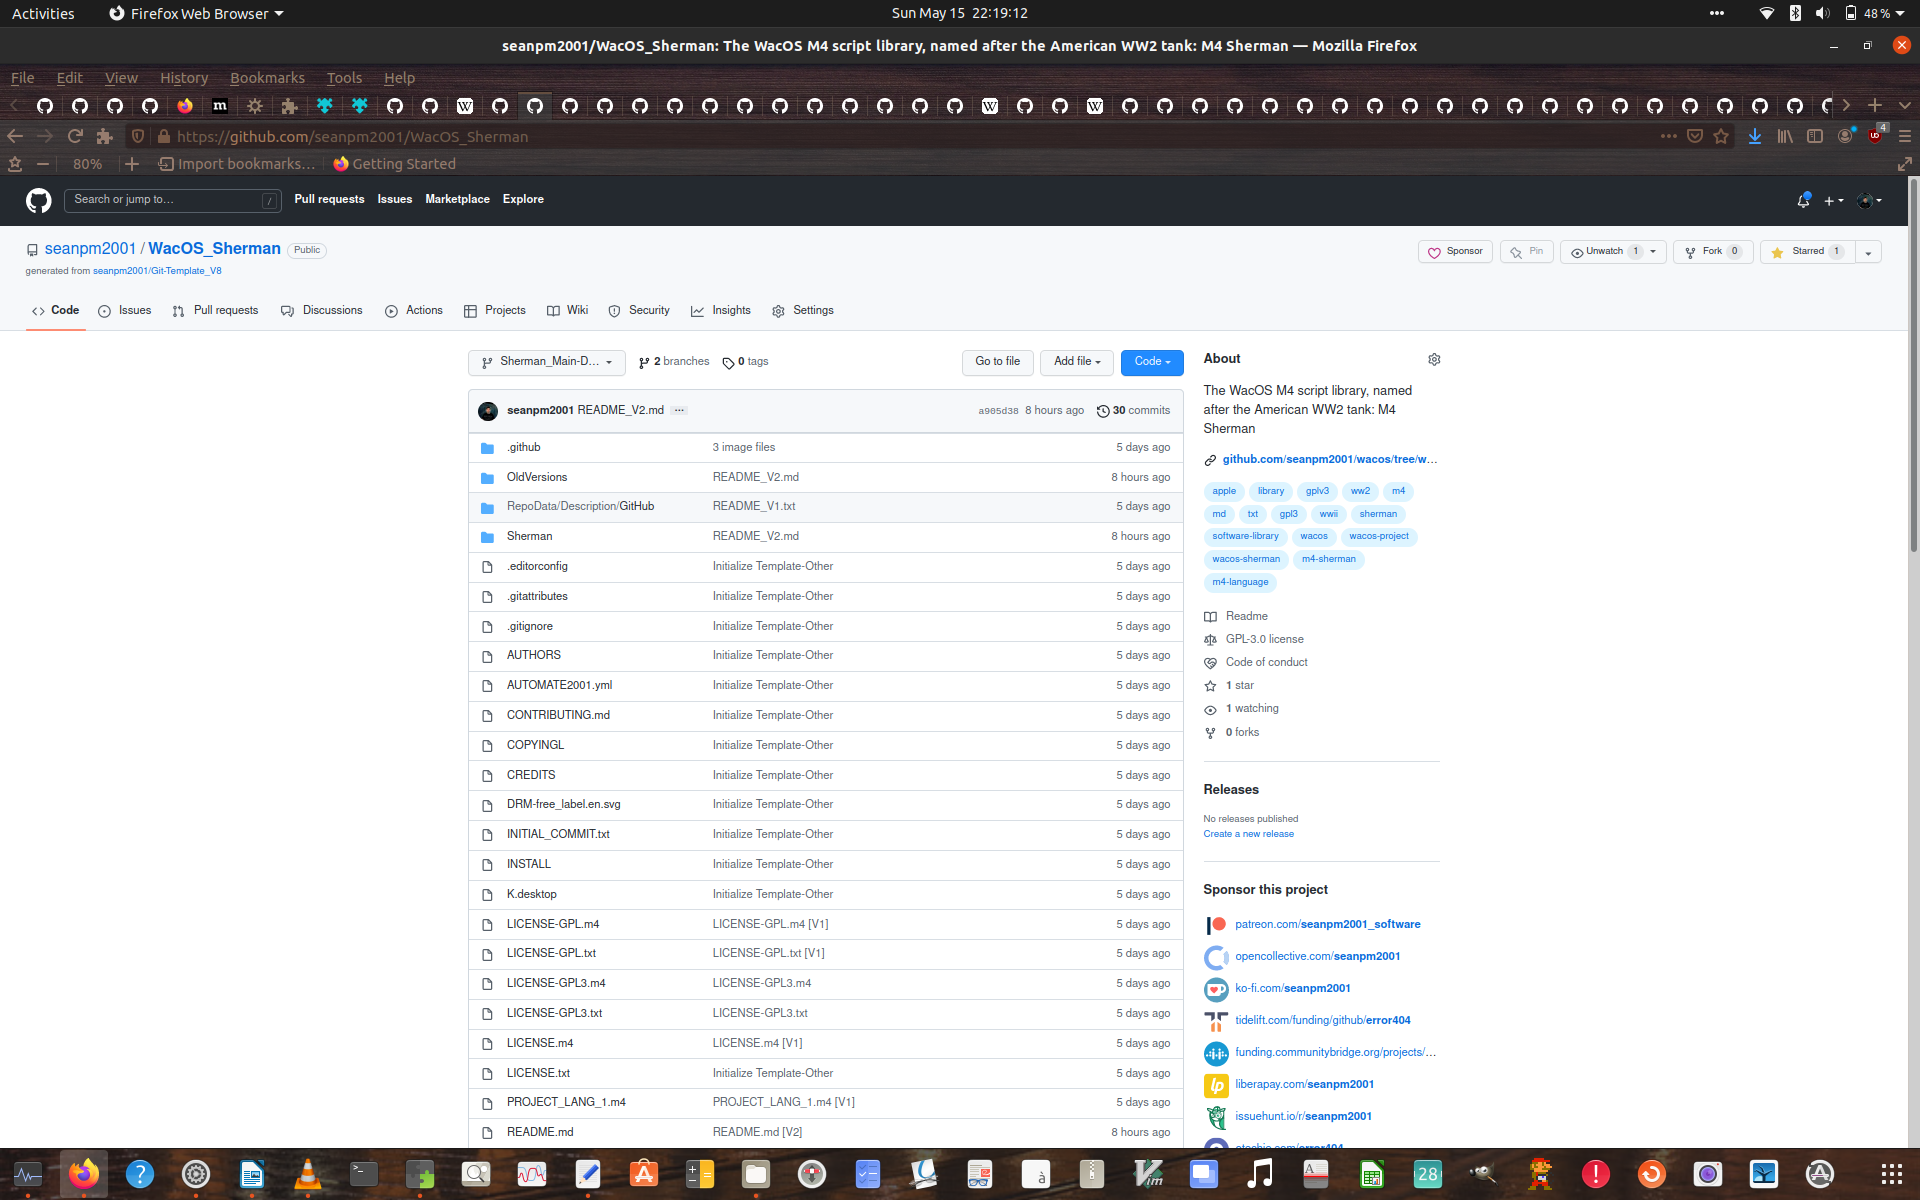 Activities Firefox Web Browser Sun May 15 22:19:12 48 %
seanpm2001/WacOS_Sherman: The WacOS M4 script library, named after the American WW2 tank: M4 Sherman — Mozilla Firefox
File Edit View History Bookmarks Tools Help
https://github.com/seanpm2001/WacOS_Sherman 4
80% Import bookmarks... Getting Started
Search or jump to... / Pull requests Issues Marketplace Explore
seanpm2001 / WacOS_Sherman Public Sponsor Pin Unwatch 1 Fork 0 Starred 1
generated from seanpm2001/Git-Template_V8
Code Issues Pull requests Discussions Actions Projects Wiki Security Insights Settings
Sherman_Main-D... 2 branches 0 tags Go to file Add file Code
seanpm2001 README_V2.md ... a905d38 8 hours ago 30 commits
.github 3 image files 5 days ago
OldVersions README_V2.md 8 hours ago
RepoData/Description/GitHub README_V1.txt 5 days ago
Sherman README_V2.md 8 hours ago
.editorconfig Initialize Template-Other 5 days ago
.gitattributes Initialize Template-Other 5 days ago
.gitignore Initialize Template-Other 5 days ago
AUTHORS Initialize Template-Other 5 days ago
AUTOMATE2001.yml Initialize Template-Other 5 days ago
CONTRIBUTING.md Initialize Template-Other 5 days ago
COPYINGL Initialize Template-Other 5 days ago
CREDITS Initialize Template-Other 5 days ago
DRM-free_label.en.svg Initialize Template-Other 5 days ago
INITIAL_COMMIT.txt Initialize Template-Other 5 days ago
INSTALL Initialize Template-Other 5 days ago
K.desktop Initialize Template-Other 5 days ago
LICENSE-GPL.m4 LICENSE-GPL.m4 [V1] 5 days ago
LICENSE-GPL.txt LICENSE-GPL.txt [V1] 5 days ago
LICENSE-GPL3.m4 LICENSE-GPL3.m4 5 days ago
LICENSE-GPL3.txt LICENSE-GPL3.txt 5 days ago
LICENSE.m4 LICENSE.m4 [V1] 5 days ago
LICENSE.txt Initialize Template-Other 5 days ago
PROJECT_LANG_1.m4 PROJECT_LANG_1.m4 [V1] 5 days ago
README.md README.md [V2] 8 hours ago
About
The WacOS M4 script library, named
after the American WW2 tank: M4
Sherman
github.com/seanpm2001/wacos/tree/w...
apple library gplv3 ww2 m4
md txt gpl3 wwii sherman
software-library wacos wacos-project
wacos-sherman m4-sherman
m4-language
Readme
GPL-3.0 license
Code of conduct
1 star
1 watching
0 forks
Releases
No releases published
Create a new release
Sponsor this project
patreon.com/seanpm2001_software
opencollective.com/seanpm2001
ko-fi.com/seanpm2001
tidelift.com/funding/github/error404
funding.communitybridge.org/projects/...
liberapay.com/seanpm2001
issuehunt.io/r/seanpm2001
28